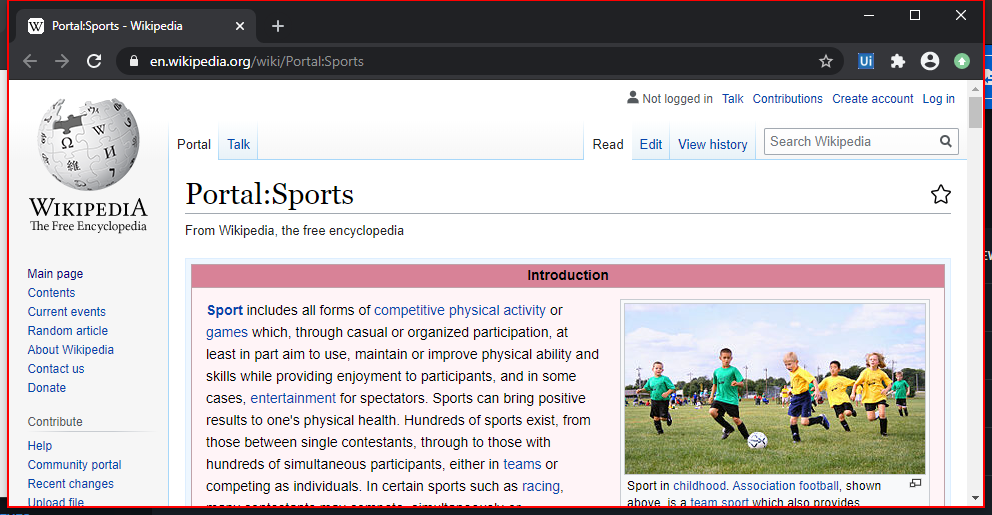 Portal:Sports - Wikipedia
en.wikipedia.org/wiki/Portal:Sports
Ui
Not logged in Talk Contributions Create account Log in
Portal Talk Read Edit View history Search Wikipedia
WIKIPEDIA
The Free Encyclopedia
Portal:Sports
From Wikipedia, the free encyclopedia
Main page
Contents
Current events
Random article
About Wikipedia
Contact us
Donate
Contribute
Help
Community portal
Recent changes
Upload file
Introduction
Sport includes all forms of competitive physical activity or
games which, through casual or organized participation, at
least in part aim to use, maintain or improve physical ability and
skills while providing enjoyment to participants, and in some
cases, entertainment for spectators. Sports can bring positive
results to one's physical health. Hundreds of sports exist, from
those between single contestants, through to those with
hundreds of simultaneous participants, either in teams or
competing as individuals. In certain sports such as racing,
many contestants may compete, simultaneously or
Sport in childhood. Association football, shown
above, is a team sport which also provides